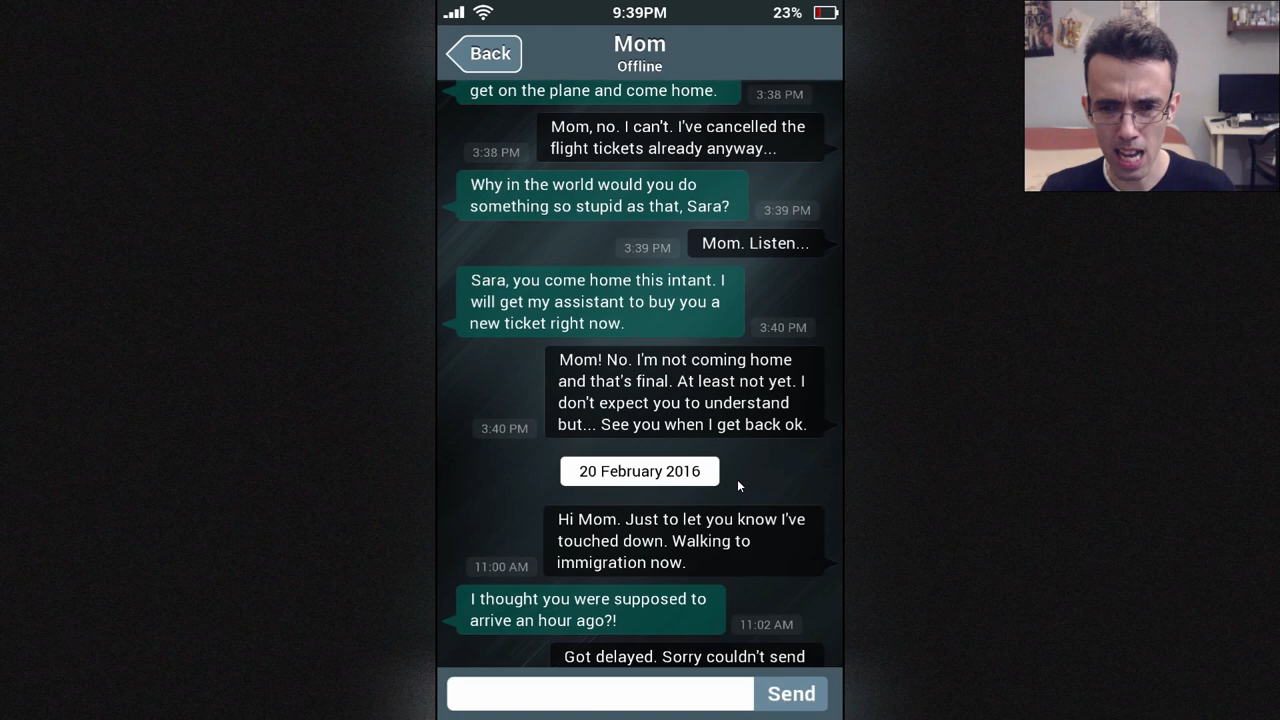 9:39PM
23%
Back
Mom
Offline
get on the plane and come home.
3:38 PM
Mom, no. I can't. I've cancelled the
flight tickets already anyway...
3:38 PM
Why in the world would you do
something so stupid as that, Sara?
3:39 PM
Mom. Listen...
3:39 PM
Sara, you come home this intant. I
will get my assistant to buy you a
new ticket right now.
3:40 PM
Mom! No. I'm not coming home
and that's final. At least not yet. I
don't expect you to understand
but... See you when I get back ok.
3:40 PM
20 February 2016
Hi Mom. Just to let you know I've
touched down. Walking to
immigration now.
11:00 AM
I thought you were supposed to
arrive an hour ago?!
11:02 AM
Got delayed. Sorry couldn't send
Send